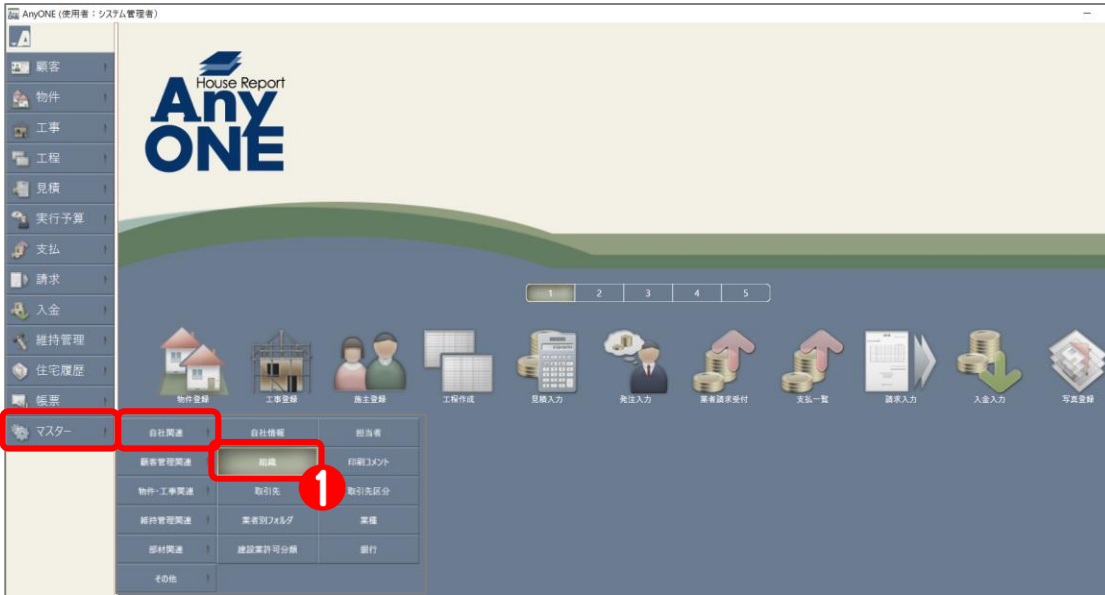 AnyONE (使用者：システム管理者)
顧客
物件
工事
工程
見積
実行予算
支払
請求
入金
維持管理
住宅履歴
帳票
マスター
House Report
Any
ONE
1 2 3 4 5
物件登録 工事登録 施主登録 工程作成 見積入力 発注入力 業者請求受付 支払一覧 請求入力 入金入力 写真登録
自社関連 自社情報 担当者
顧客管理関連 組織 印刷コメント
1
物件・工事関連 取引先 取引先区分
維持管理関連 業者別フォルダ 業種
部材関連 建設業許可分類 銀行
その他